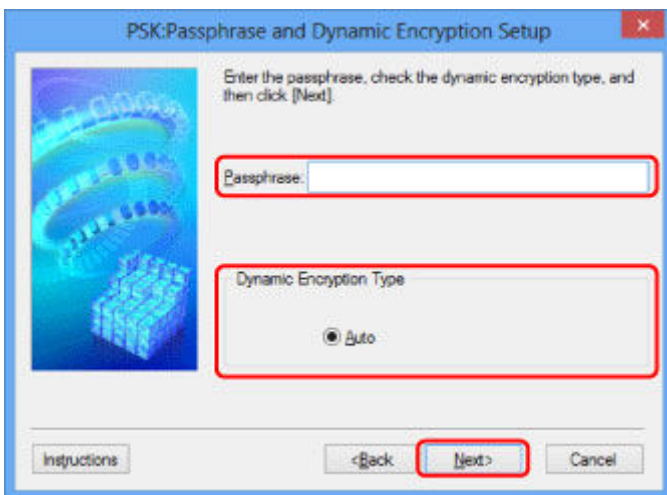 PSK:Passphrase and Dynamic Encryption Setup
Enter the passphrase, check the dynamic encryption type, and
then click [Next].
Passphrase:
Dynamic Encryption Type
Auto
Instructions
<Back
Next>
Cancel